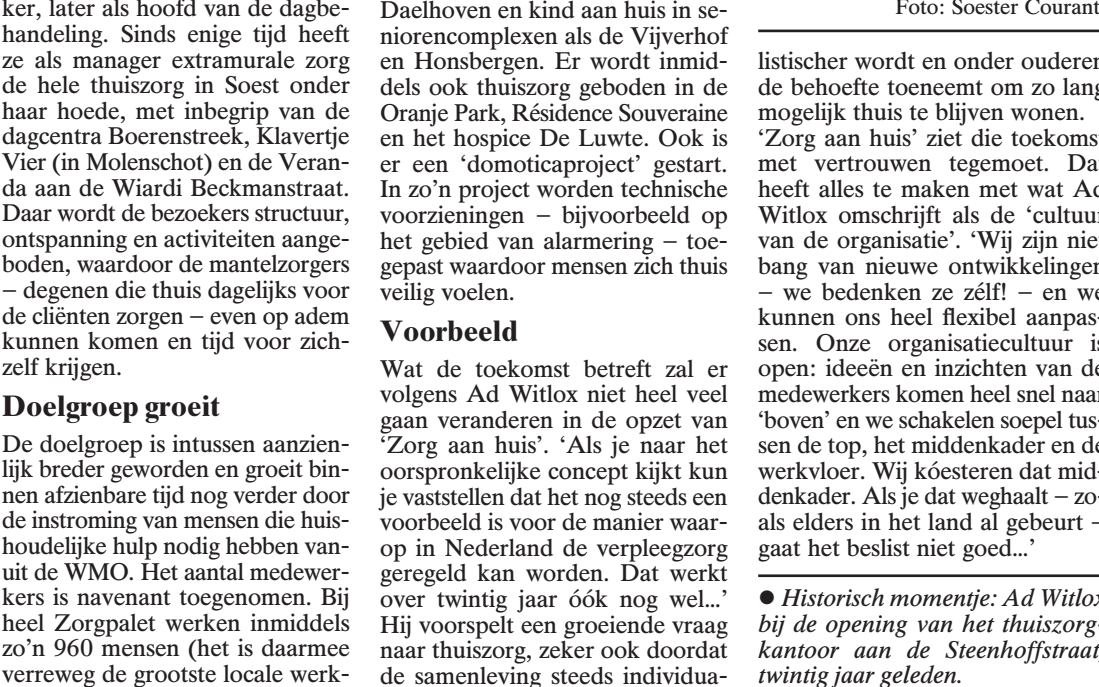 ker, later als hoofd van de dagbe-
handeling. Sinds enige tijd heeft
ze als manager extramurale zorg
de hele thuiszorg in Soest onder
haar hoede, met inbegrip van de
dagcentra Boerenstreek, Klavertje
Vier (in Molenschot) en de Veran-
da aan de Wiardi Beckmanstraat.
Daar wordt de bezoekers structuur,
ontspanning en activiteiten aange-
boden, waardoor de mantelzorgers
– degenen die thuis dagelijks voor
de cliënten zorgen – even op adem
kunnen komen en tijd voor zich-
zelf krijgen.
Doelgroep groeit
De doelgroep is intussen aanzien-
lijk breder geworden en groeit bin-
nen afzienbare tijd nog verder door
de instroming van mensen die huis-
houdelijke hulp nodig hebben van-
uit de WMO. Het aantal medewer-
kers is navenant toegenomen. Bij
heel Zorgpalet werken inmiddels
zo'n 960 mensen (het is daarmee
verreweg de grootste locale werk-
Daelhoven en kind aan huis in se-
niorencomplexen als de Vijverhof
en Honsbergen. Er wordt inmid-
dels ook thuiszorg geboden in de
Oranje Park, Résidence Souveraine
en het hospice De Luwte. Ook is
er een ‘domoticaproject’ gestart.
In zo'n project worden technische
voorzieningen – bijvoorbeeld op
het gebied van alarmering – toe-
gepast waardoor mensen zich thuis
veilig voelen.
Voorbeeld
Wat de toekomst betreft zal er
volgens Ad Witlox niet heel veel
gaan veranderen in de opzet van
‘Zorg aan huis’. ‘Als je naar het
oorspronkelijke concept kijkt kun
je vaststellen dat het nog steeds een
voorbeeld is voor de manier waar-
op in Nederland de verpleegzorg
geregeld kan worden. Dat werkt
over twintig jaar óók nog wel...’
Hij voorspelt een groeiende vraag
naar thuiszorg, zeker ook doordat
de samenleving steeds individua-
Foto: Soester Courant
listischer wordt en onder ouderen
de behoefte toeneemt om zo lang
mogelijk thuis te blijven wonen.
‘Zorg aan huis’ ziet die toekomst
met vertrouwen tegemoet. Dat
heeft alles te maken met wat Ad
Witlox omschrijft als de ‘cultuur
van de organisatie’. ‘Wij zijn niet
bang van nieuwe ontwikkelingen
– we bedenken ze zélf! – en we
kunnen ons heel flexibel aanpas-
sen. Onze organisatiecultuur is
open: ideeën en inzichten van de
medewerkers komen heel snel naar
‘boven’ en we schakelen soepel tus-
sen de top, het middenkader en de
werkvloer. Wij kóesteren dat mid-
denkader. Als je dat weghaalt – zo-
als elders in het land al gebeurt –
gaat het beslist niet goed...’
● Historisch momentje: Ad Witlox
bij de opening van het thuiszorg-
kantoor aan de Steenhoffstraat,
twintig jaar geleden.